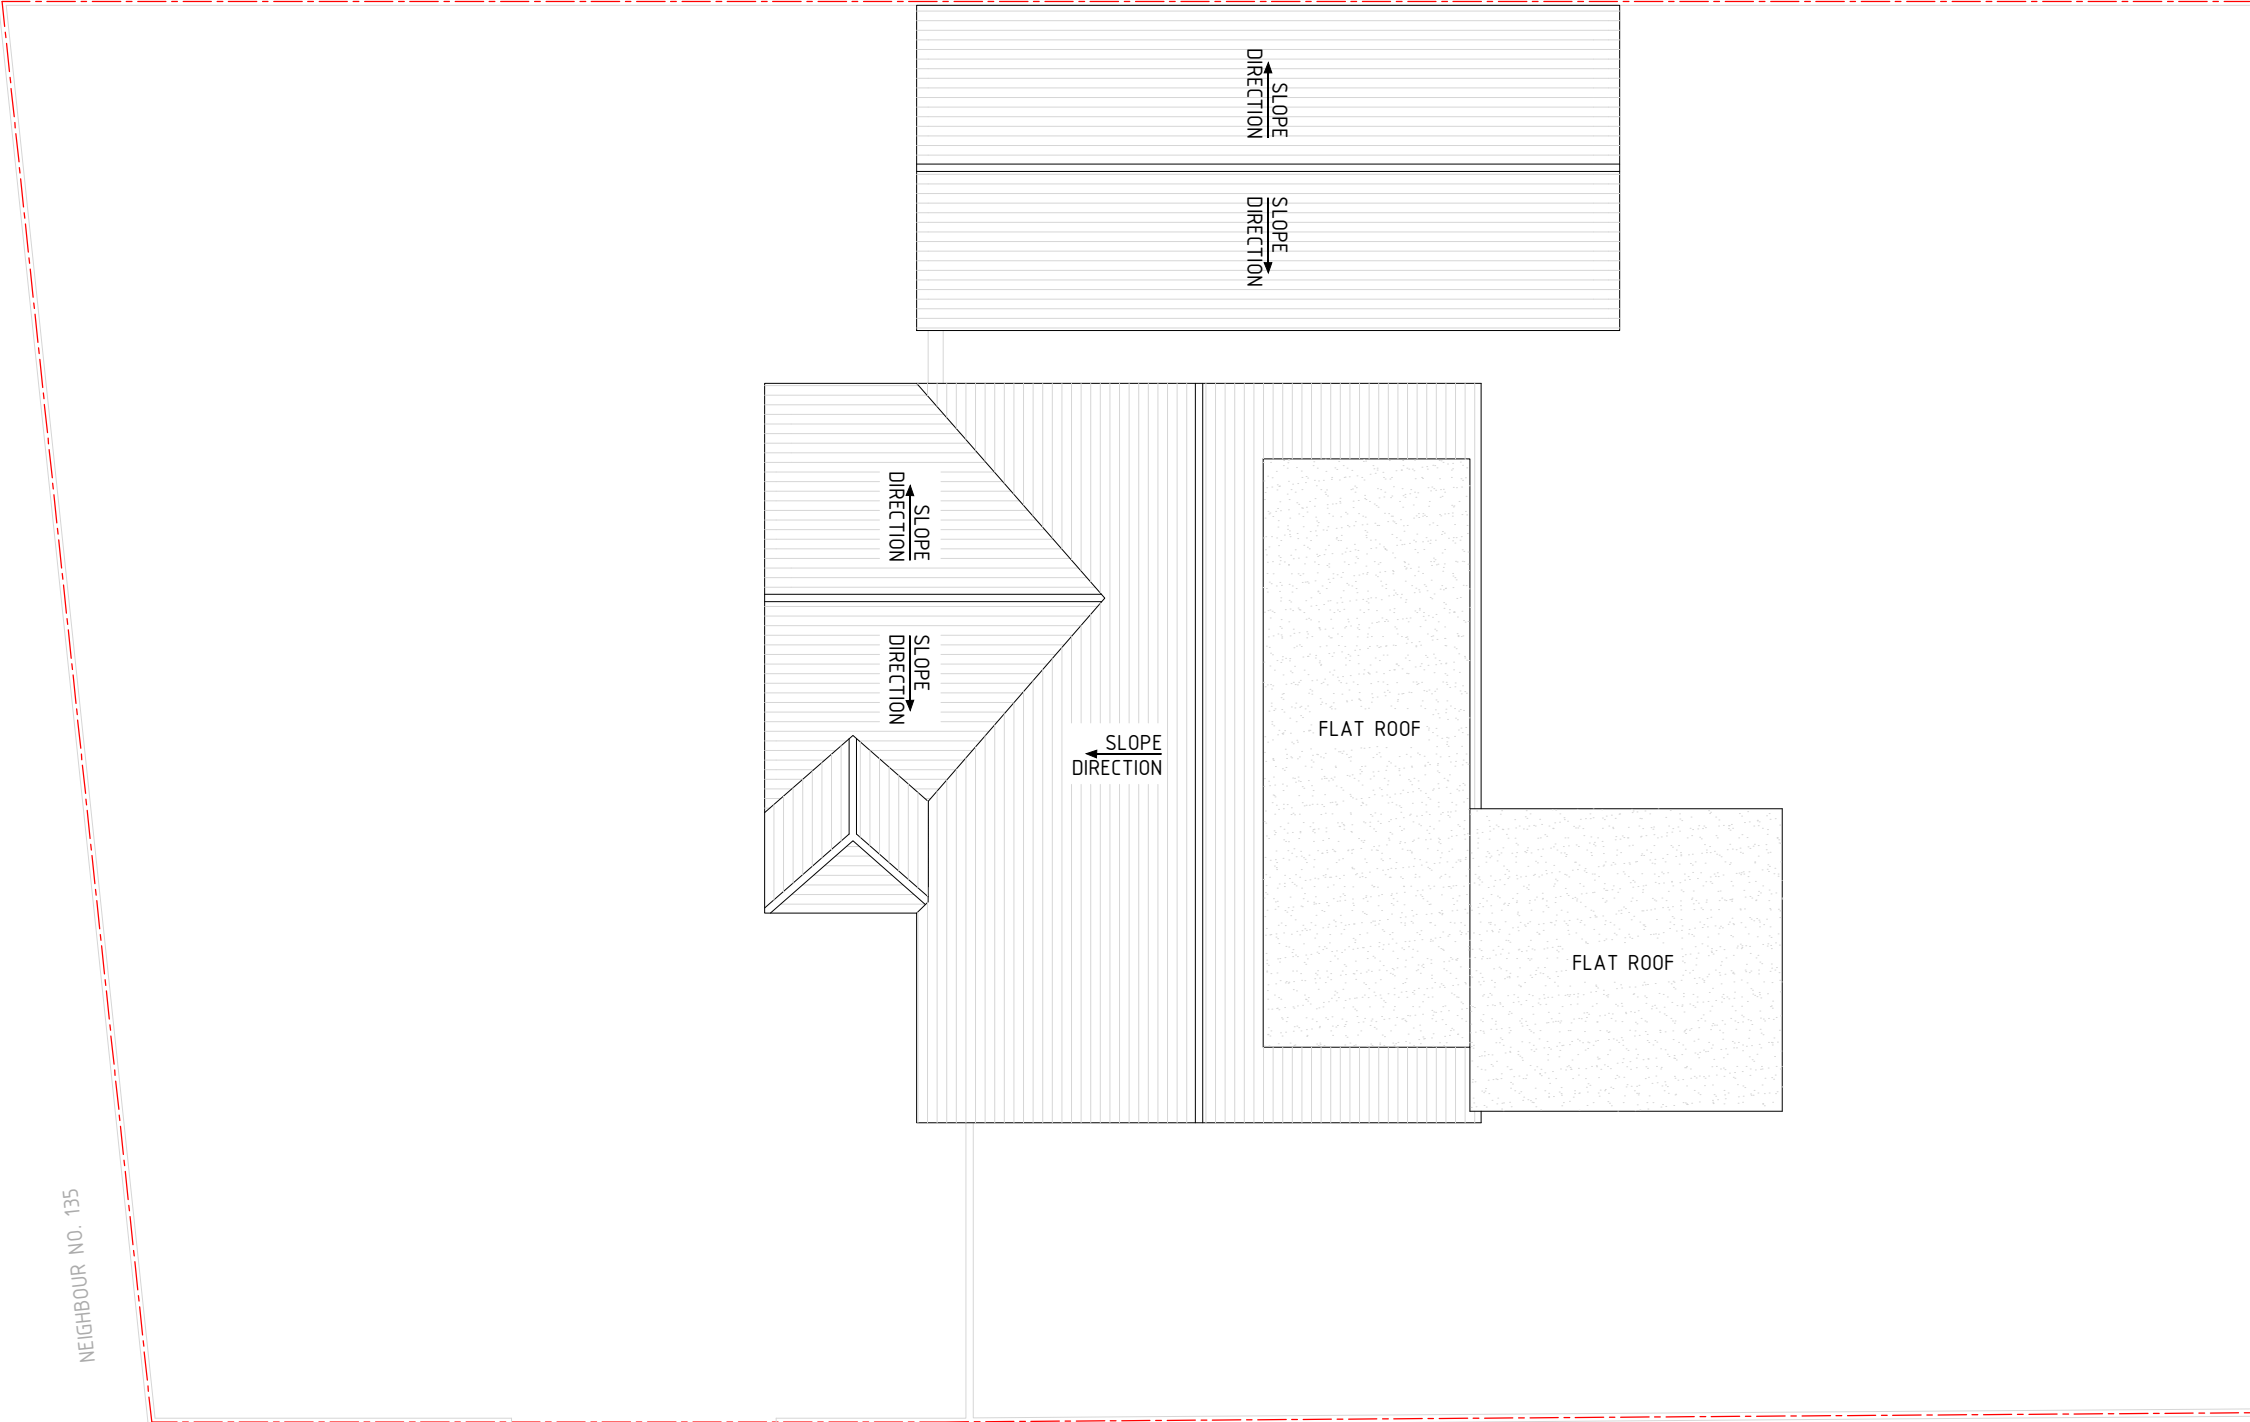 SLOPE
DIRECTION
SLOPE
DIRECTION
SLOPE
DIRECTION
SLOPE
DIRECTION
SLOPE
DIRECTION
FLAT ROOF
FLAT ROOF
NEIGHBOUR NO. 135